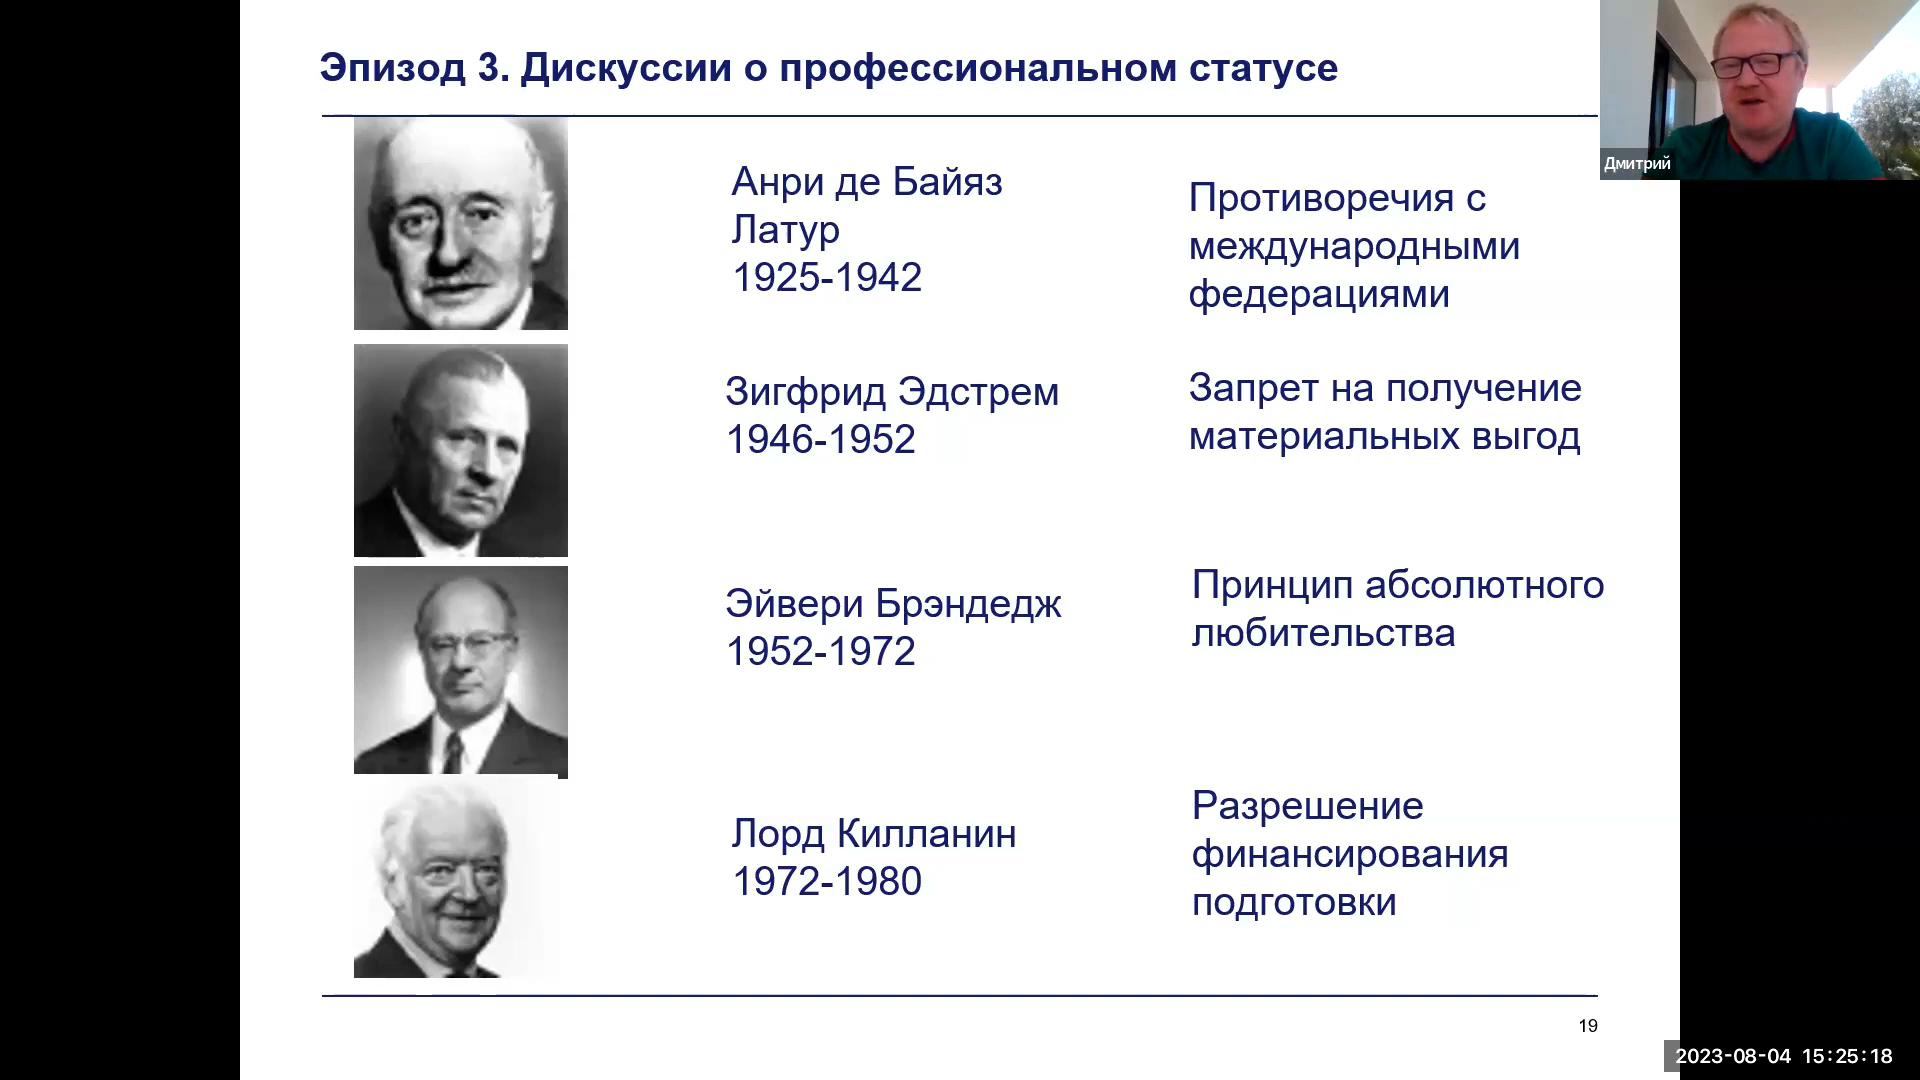 Эпизод 3. Дискуссии о профессиональном статусе
Дмитрий
Анри де Байяз
Латур
1925-1942
Противоречия с
международными
федерациями
Зигфрид Эдстрем
1946-1952
Запрет на получение
материальных выгод
Эйвери Брэндедж
1952-1972
Принцип абсолютного
любительства
Лорд Килланин
1972-1980
Разрешение
финансирования
подготовки
19
2023-08-04 15:25:18